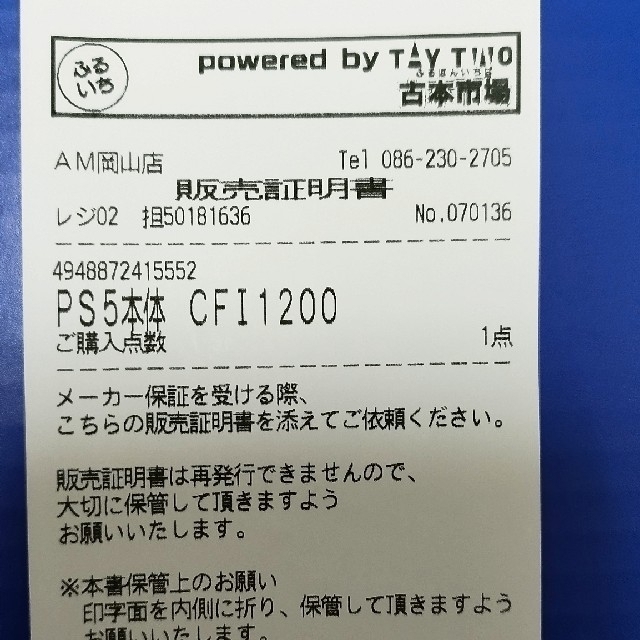 ふる
いち
powered by TAY TWO
ふるほんいちば
古本市場
AM岡山店 Tel 086-230-2705
販売証明書
レジ02 担50181636 No.070136
4948872415552
PS5本体 CFI1200
ご購入点数 1点
メーカー保証を受ける際、
こちらの販売証明書を添えてご依頼ください。
販売証明書は再発行できませんので、
大切に保管して頂きますよう
お願いいたします。
※本書保管上のお願い
印字面を内側に折り、保管して頂きますよう
お願いいたします。